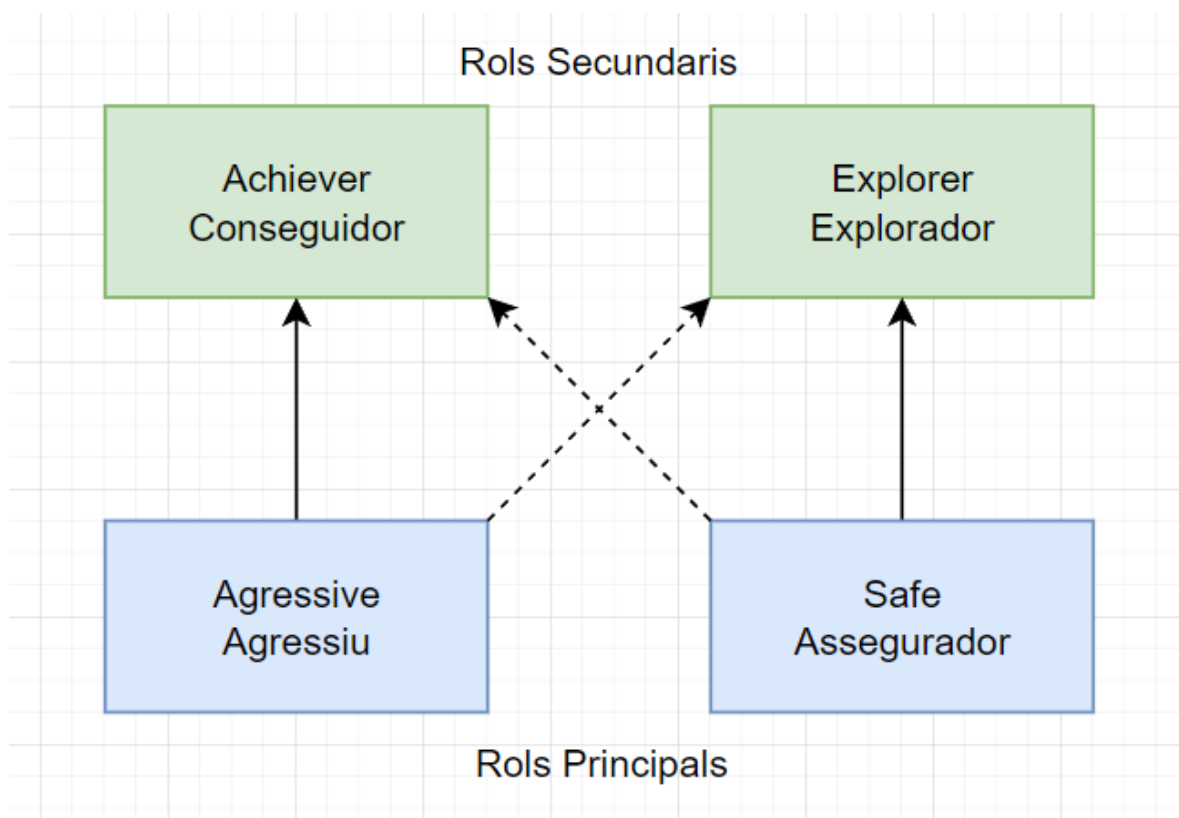 Rols Secundaris
Achiever
Conseguidor
Explorer
Explorador
Agressive
Agressiu
Safe
Assegurador
Rols Principals